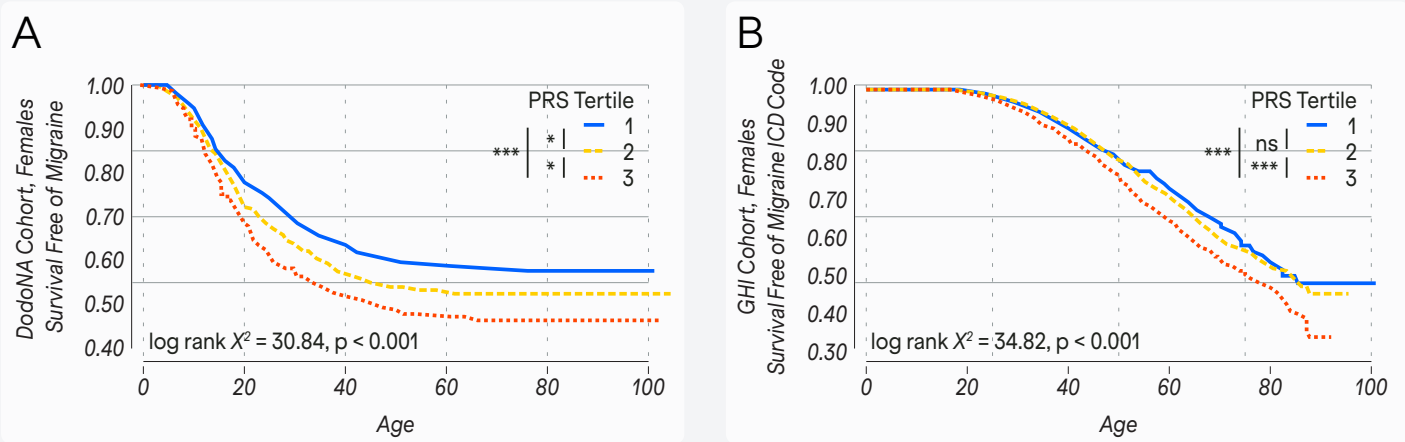 A
DodoNA Cohort, Females
Survival Free of Migraine
1.00
0.90
0.80
0.70
0.60
0.50
0.40
PRS Tertile
1
2
3
***
*
*
log rank X² = 30.84, p < 0.001
0 20 40 60 80 100
Age
B
GHI Cohort, Females
Survival Free of Migraine ICD Code
1.00
0.90
0.80
0.70
0.60
0.50
0.40
0.30
PRS Tertile
1
2
3
***
ns
***
log rank X² = 34.82, p < 0.001
0 20 40 60 80 100
Age